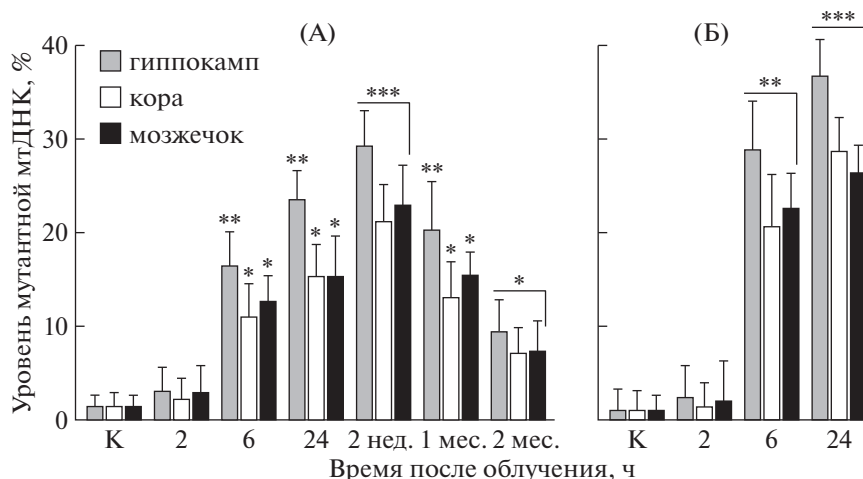 (А)
(Б)
Уровень мутантной мтДНК, %
40
30
20
10
0
гиппокамп
кора
мозжечок
***
***
**
**
**
**
*
*
*
*
*
*
*
К 2 6 24 2 нед. 1 мес. 2 мес. К 2 6 24
Время после облучения, ч